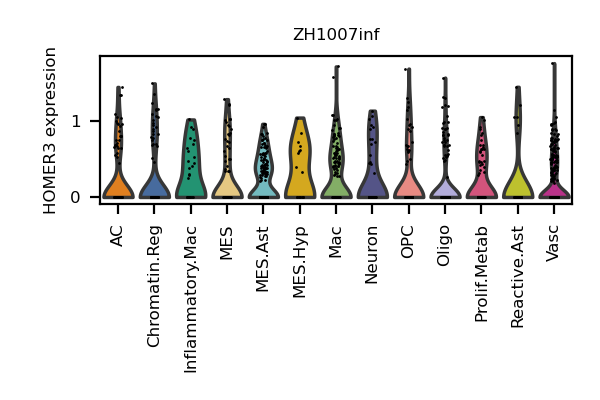 ZH1007inf
HOMER3 expression
1
0
AC
Chromatin.Reg
Inflammatory.Mac
MES
MES.Ast
MES.Hyp
Mac
Neuron
OPC
Oligo
Prolif.Metab
Reactive.Ast
Vasc